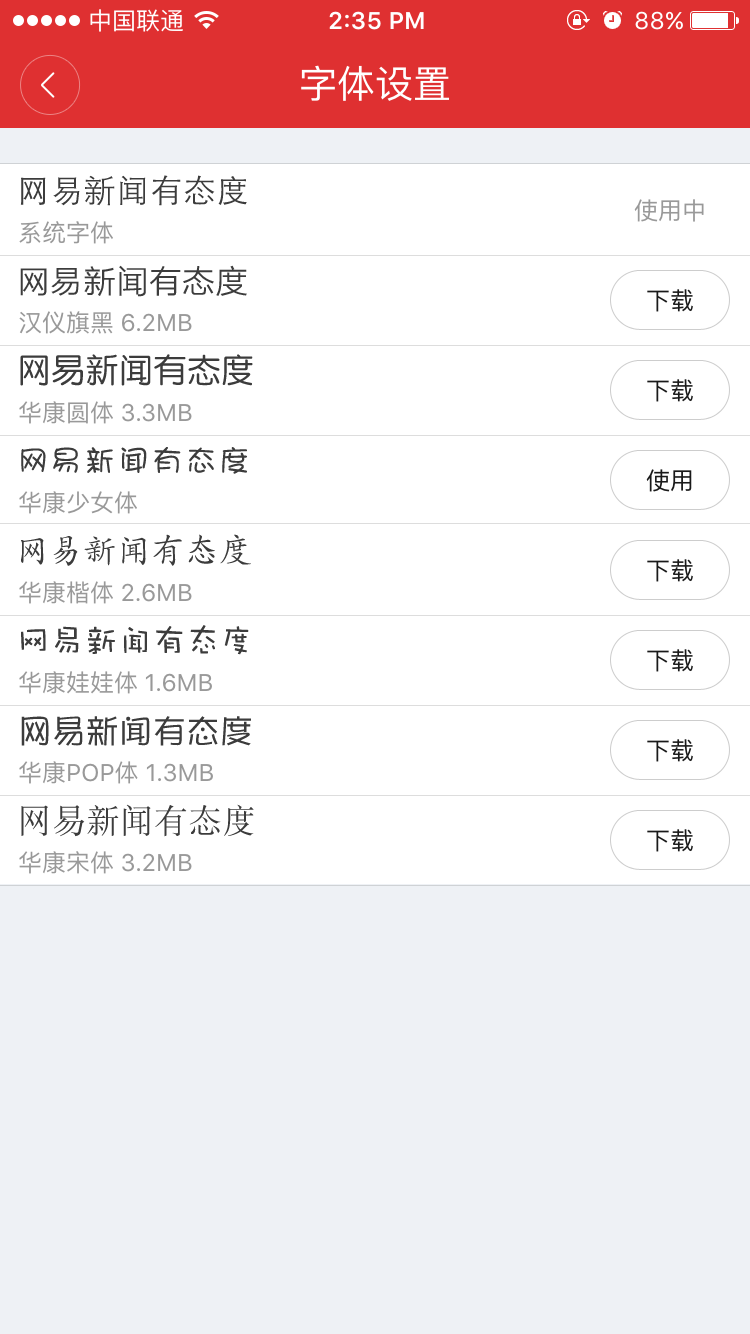 中国联通 2:35 PM 88%
字体设置
网易新闻有态度
系统字体
使用中
网易新闻有态度
汉仪旗黑 6.2MB
下载
网易新闻有态度
华康圆体 3.3MB
下载
网易新闻有态度
华康少女体
使用
网易新闻有态度
华康楷体 2.6MB
下载
网易新闻有态度
华康娃娃体 1.6MB
下载
网易新闻有态度
华康POP体 1.3MB
下载
网易新闻有态度
华康宋体 3.2MB
下载